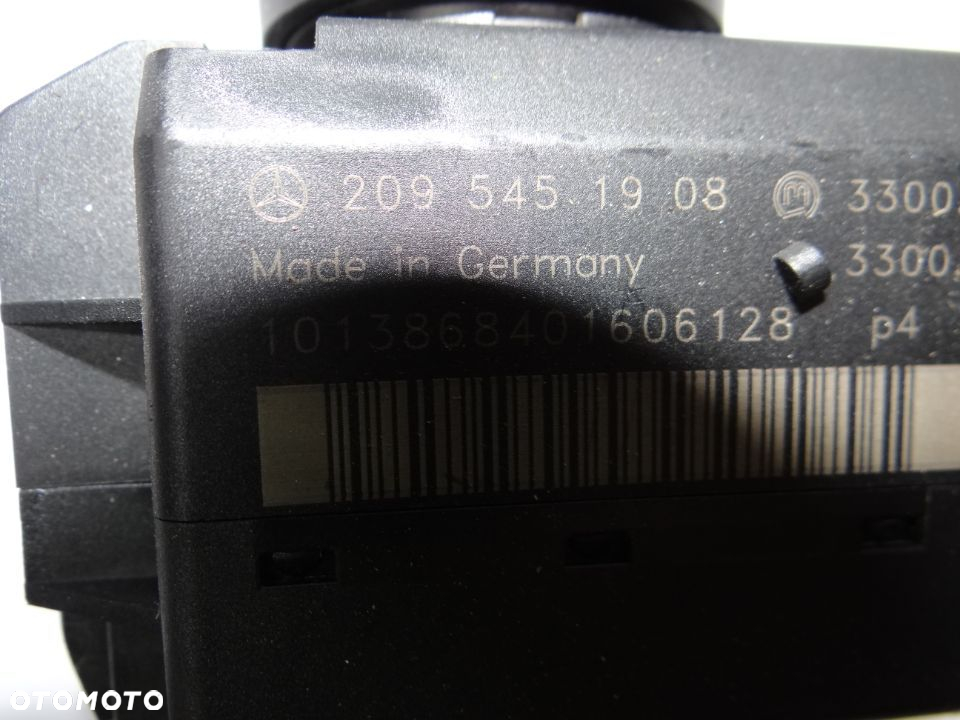 209 545 19 08 M 3300.
Made in Germany 3300.
1013868401606128 p4
OTOMOTO